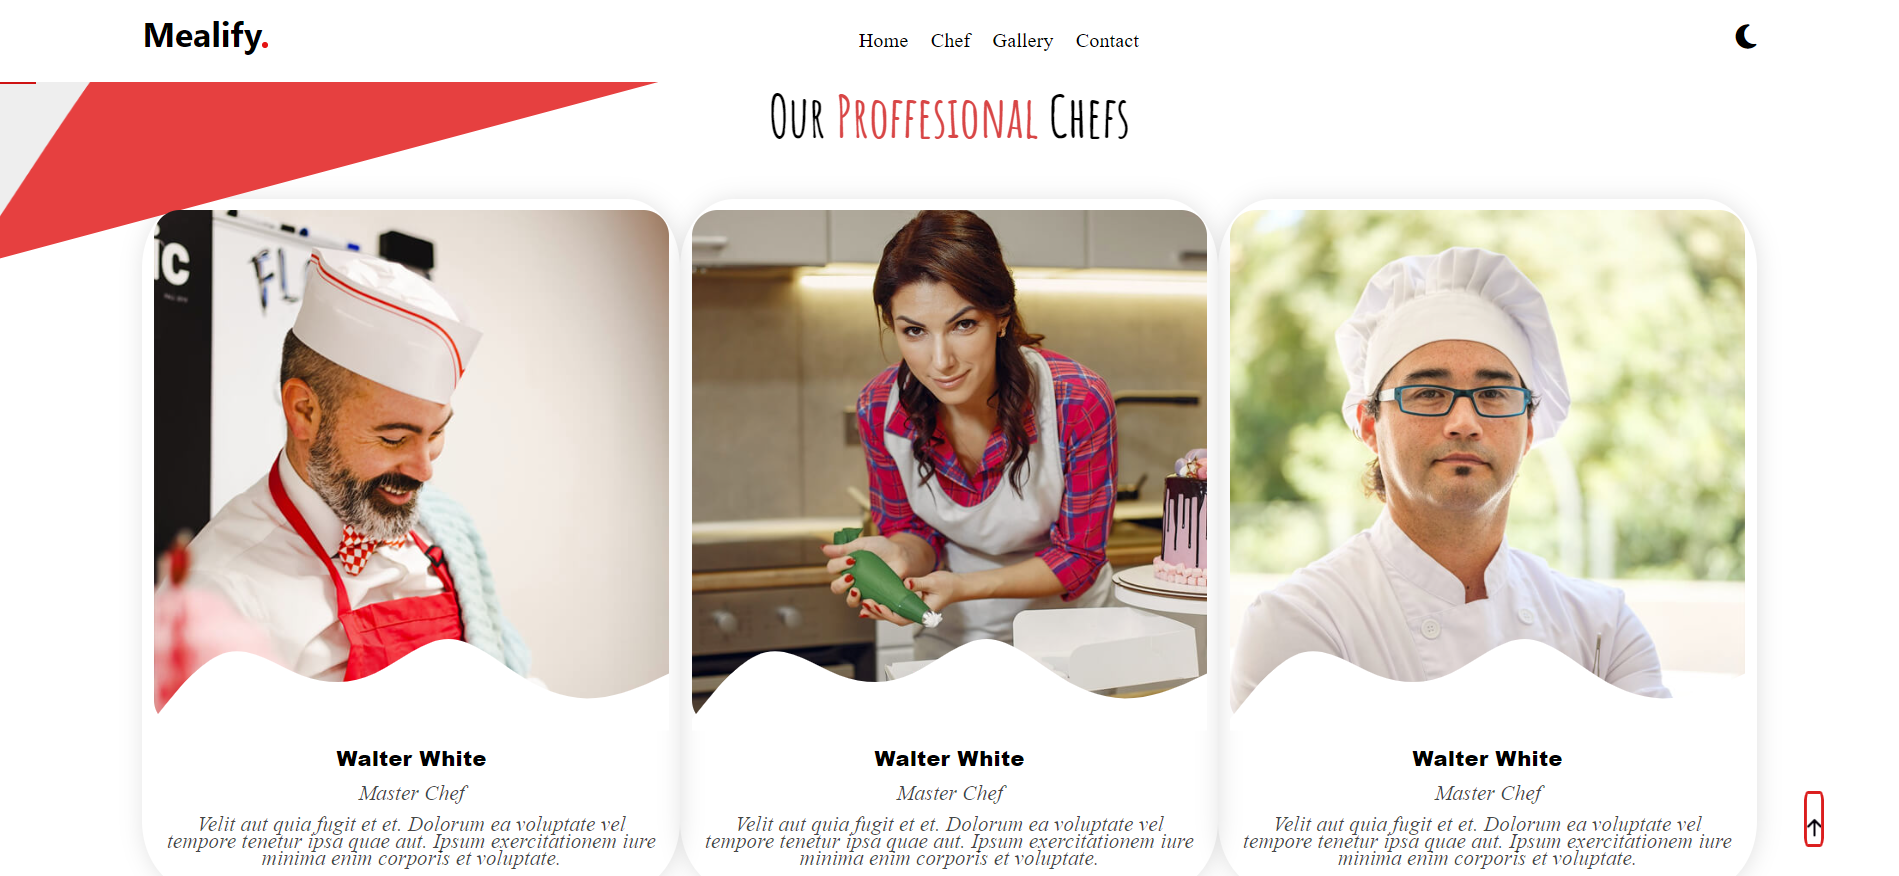 Mealify.
Home Chef Gallery Contact
Our Proffesional Chefs
ic
FL
Walter White
Master Chef
Velit aut quia fugit et et. Dolorum ea voluptate vel
tempore tenetur ipsa quae aut. Ipsum exercitationem iure
minima enim corporis et voluptate.
Walter White
Master Chef
Velit aut quia fugit et et. Dolorum ea voluptate vel
tempore tenetur ipsa quae aut. Ipsum exercitationem iure
minima enim corporis et voluptate.
Walter White
Master Chef
Velit aut quia fugit et et. Dolorum ea voluptate vel
tempore tenetur ipsa quae aut. Ipsum exercitationem iure
minima enim corporis et voluptate.